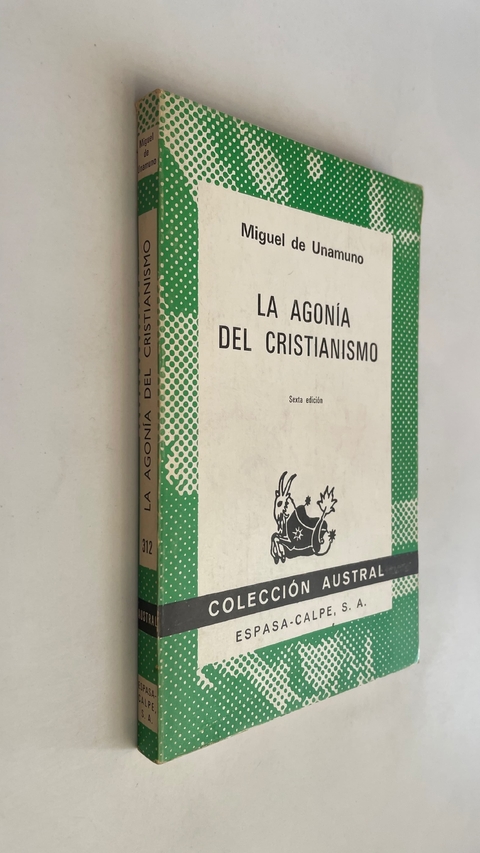 Miguel de Unamuno
LA AGONÍA
DEL CRISTIANISMO
Sexta edición
COLECCIÓN AUSTRAL
ESPASA-CALPE, S. A.
Miguel
de
Unamuno
LA AGONÍA DEL CRISTIANISMO
312
AUSTRAL
ESPASA-
CALPE,
S. A.